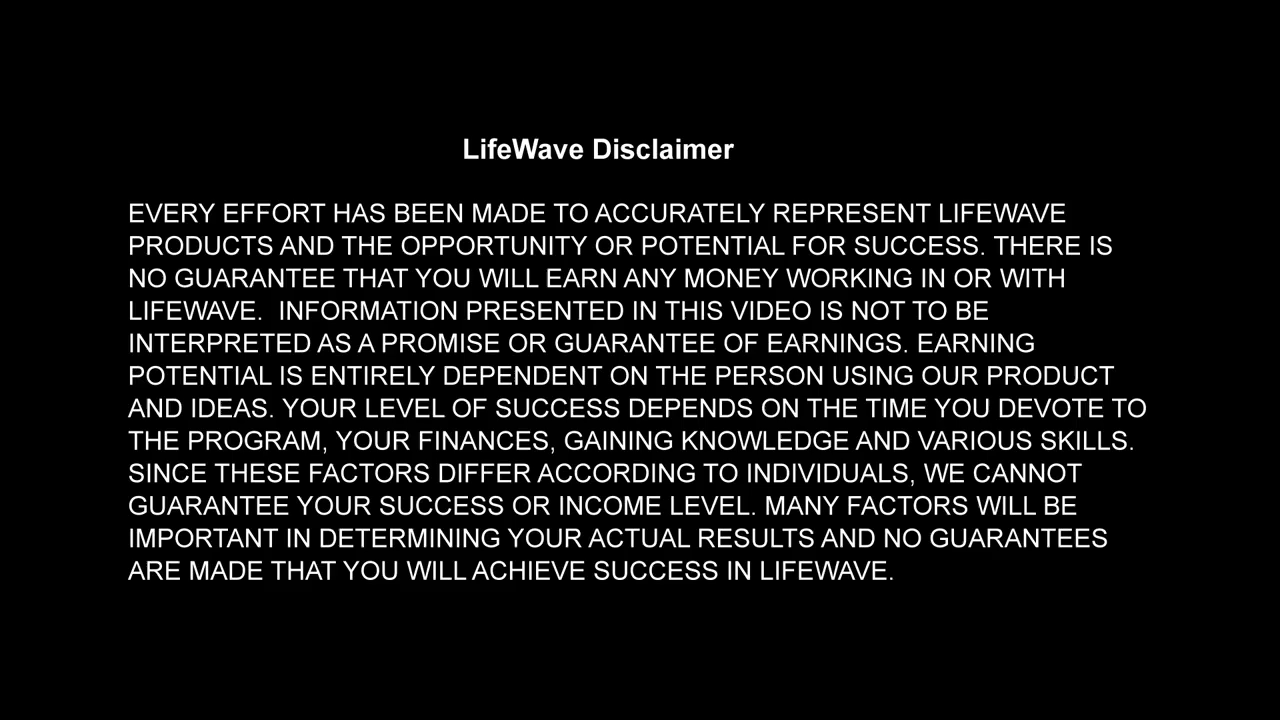 LifeWave Disclaimer
EVERY EFFORT HAS BEEN MADE TO ACCURATELY REPRESENT LIFEWAVE
PRODUCTS AND THE OPPORTUNITY OR POTENTIAL FOR SUCCESS. THERE IS
NO GUARANTEE THAT YOU WILL EARN ANY MONEY WORKING IN OR WITH
LIFEWAVE.  INFORMATION PRESENTED IN THIS VIDEO IS NOT TO BE
INTERPRETED AS A PROMISE OR GUARANTEE OF EARNINGS. EARNING
POTENTIAL IS ENTIRELY DEPENDENT ON THE PERSON USING OUR PRODUCT
AND IDEAS. YOUR LEVEL OF SUCCESS DEPENDS ON THE TIME YOU DEVOTE TO
THE PROGRAM, YOUR FINANCES, GAINING KNOWLEDGE AND VARIOUS SKILLS.
SINCE THESE FACTORS DIFFER ACCORDING TO INDIVIDUALS, WE CANNOT
GUARANTEE YOUR SUCCESS OR INCOME LEVEL. MANY FACTORS WILL BE
IMPORTANT IN DETERMINING YOUR ACTUAL RESULTS AND NO GUARANTEES
ARE MADE THAT YOU WILL ACHIEVE SUCCESS IN LIFEWAVE.